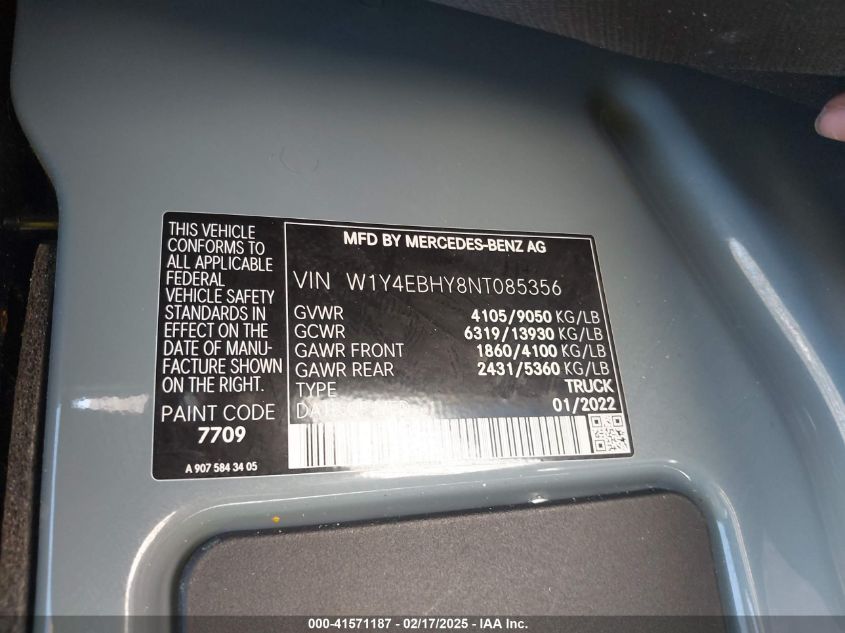 THIS VEHICLE
CONFORMS TO
ALL APPLICABLE
FEDERAL
VEHICLE SAFETY
STANDARDS IN
EFFECT ON THE
DATE OF MANU-
FACTURE SHOWN
ON THE RIGHT.
PAINT CODE
7709
A 907 584 34 05
MFD BY MERCEDES-BENZ AG
VIN W1Y4EBHY8NT085356
GVWR 4105/9050 KG/LB
GCWR 6319/13930 KG/LB
GAWR FRONT 1860/4100 KG/LB
GAWR REAR 2431/5360 KG/LB
TYPE TRUCK
DATE 01/2022
000-41571187 - 02/17/2025 - IAA Inc.